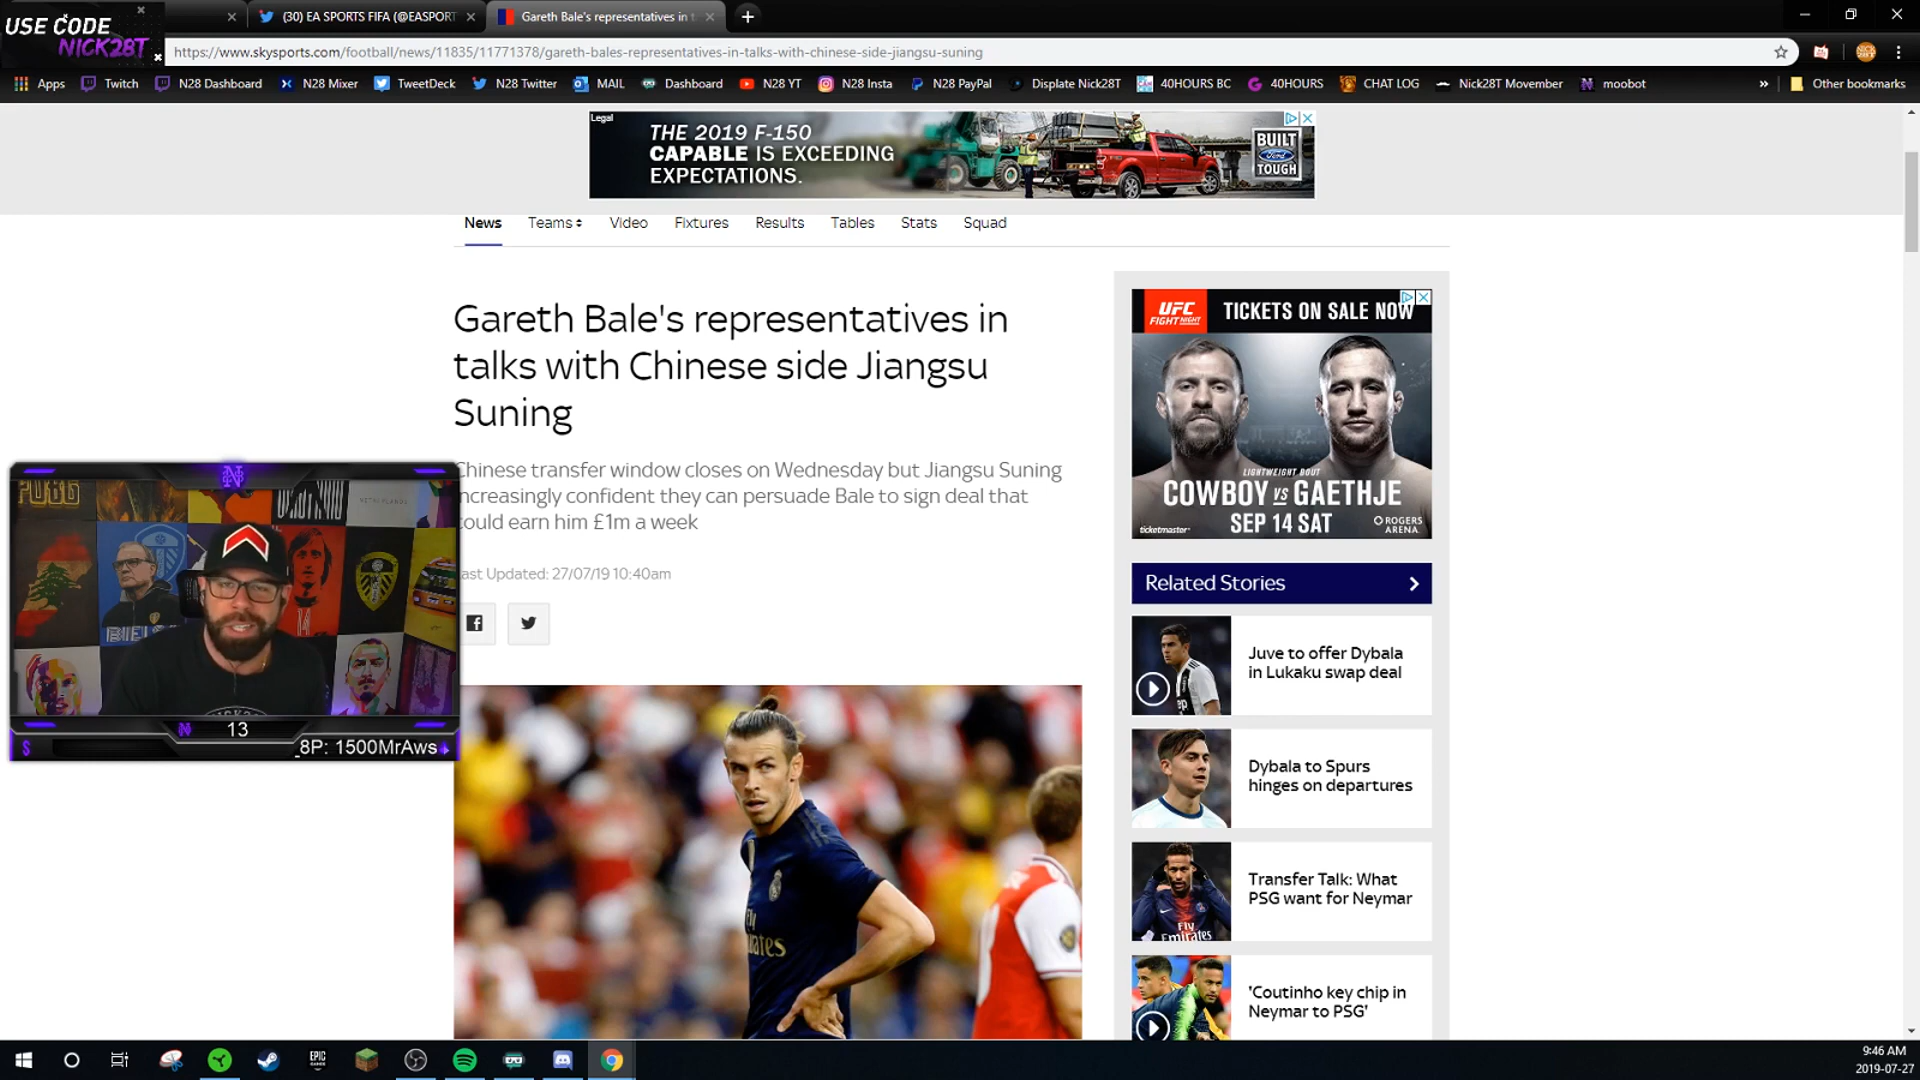 USE CODE
NICK28T
(30) EA SPORTS FIFA (@EASPORT
Gareth Bale's representatives in t
https://www.skysports.com/football/news/11835/11771378/gareth-bales-representatives-in-talks-with-chinese-side-jiangsu-suning
Apps Twitch N28 Dashboard N28 Mixer TweetDeck N28 Twitter MAIL Dashboard N28 YT N28 Insta N28 PayPal Displate Nick28T 40HOURS BC 40HOURS CHAT LOG Nick28T Movember moobot » Other bookmarks
Legal
THE 2019 F-150
CAPABLE IS EXCEEDING
EXPECTATIONS.
BUILT
Ford
TOUGH
News Teams Video Fixtures Results Tables Stats Squad
Gareth Bale's representatives in
talks with Chinese side Jiangsu
Suning
Chinese transfer window closes on Wednesday but Jiangsu Suning
increasingly confident they can persuade Bale to sign deal that
could earn him £1m a week
Last Updated: 27/07/19 10:40am
UFC
FIGHT NIGHT
TICKETS ON SALE NOW
LIGHTWEIGHT BOUT
COWBOY VS GAETHJE
SEP 14 SAT
ticketmaster
ROGERS
ARENA
Related Stories
Juve to offer Dybala
in Lukaku swap deal
Dybala to Spurs
hinges on departures
Transfer Talk: What
PSG want for Neymar
'Coutinho key chip in
Neymar to PSG'
PUBG
BIEL
14
13
8P: 1500MrAws
Fly
Emirates
EPIC
9:46 AM
2019-07-27